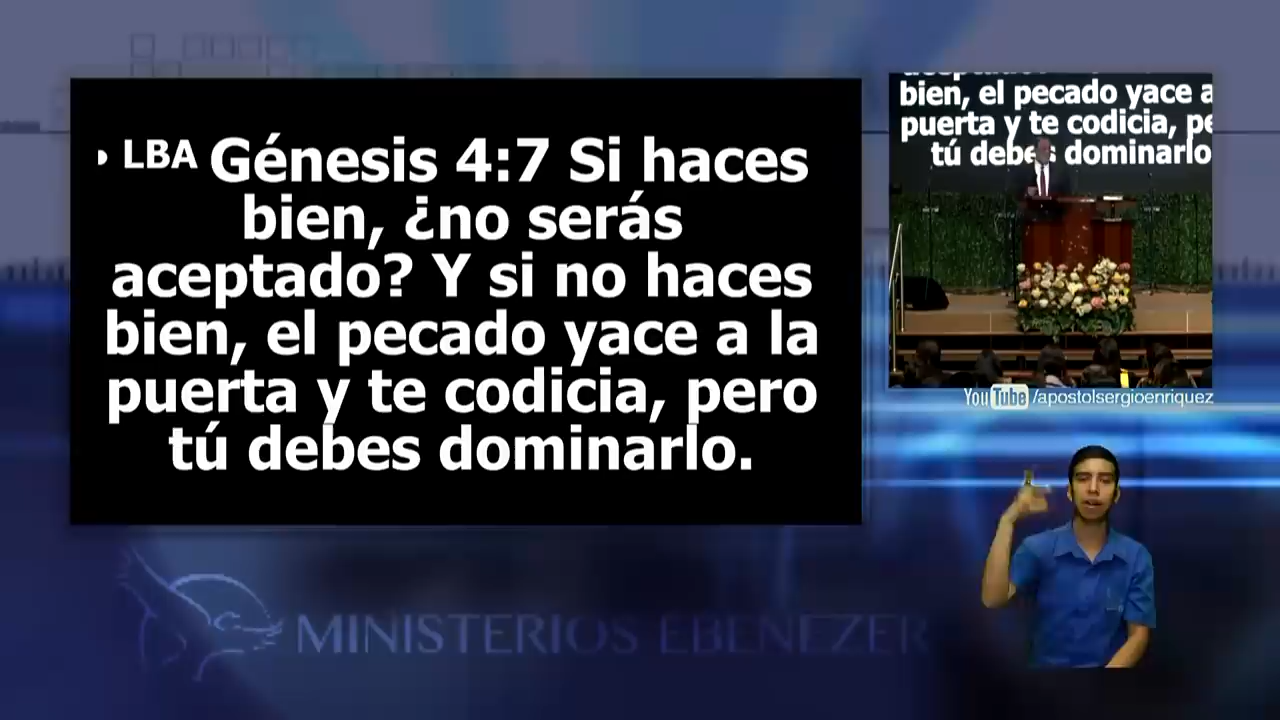 LBA Génesis 4:7 Si haces
bien, ¿no serás
aceptado? Y si no haces
bien, el pecado yace a la
puerta y te codicia, pero
tú debes dominarlo.
bien, el pecado yace a
puerta y te codicia, pe
tú debes dominarlo
YouTube /apostolsergioenriquez
MINISTERIOS EBENEZER